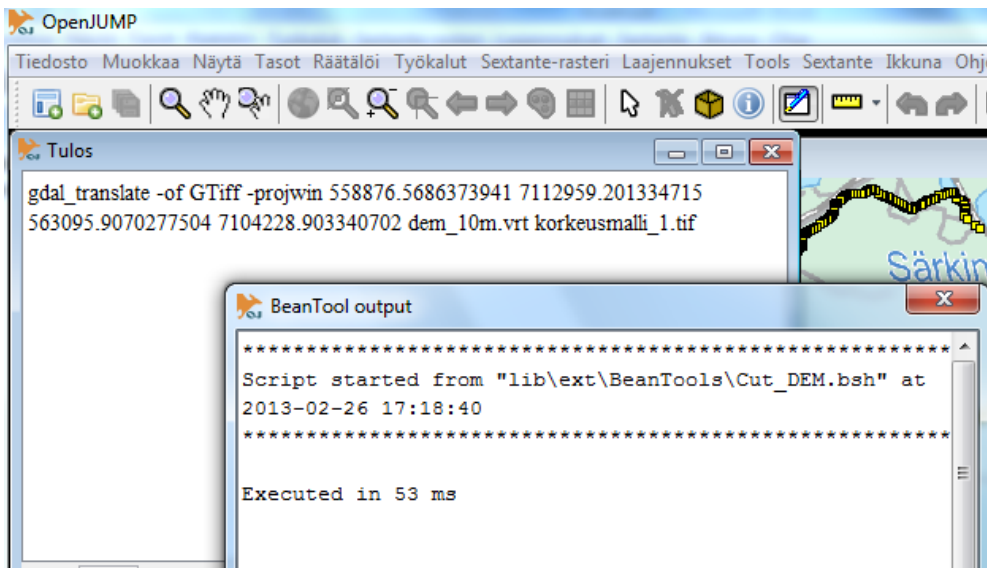 OpenJUMP
Tiedosto Muokkaa Näytä Tasot Räätälöi Työkalut Sextante-rasteri Laajennukset Tools Sextante Ikkuna
Tulos
gdal_translate -of GTiff -projwin 558876.5686373941 7112959.201334715
563095.9070277504 7104228.903340702 dem_10m.vrt korkeusmalli_1.tif
BeanTool output
*********************************************************
Script started from "lib\ext\BeanTools\Cut_DEM.bsh" at
2013-02-26 17:18:40
*********************************************************
Executed in 53 ms